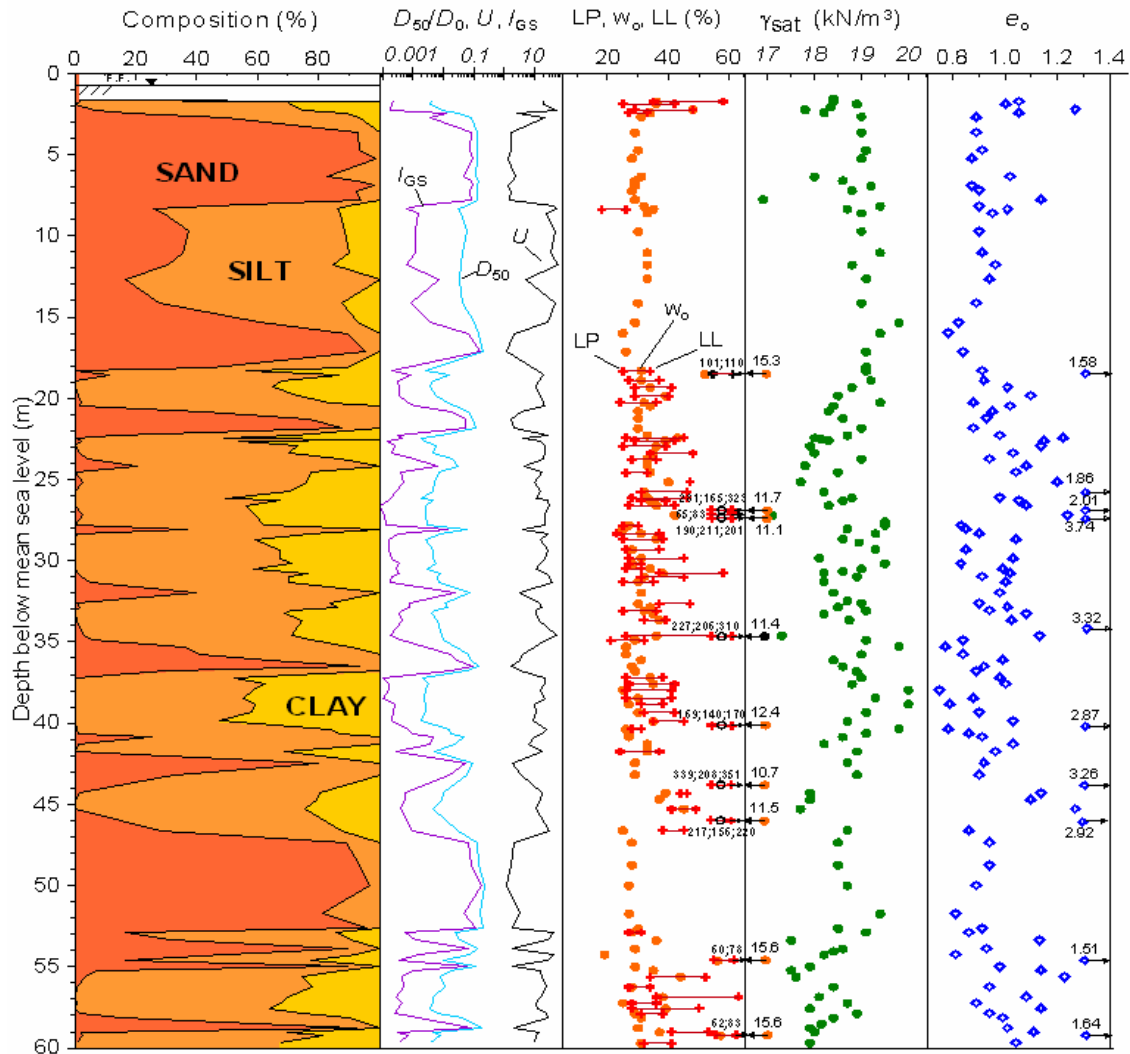 Composition (%)
D50/D0, U, IGS
LP, wo, LL (%)
γsat (kN/m³)
eo
0 40 80
0.001 0.1 10
20 40 60
17 18 19 20
0.8 1.0 1.2 1.4
Depth below mean sea level (m)
0
5
10
15
20
25
30
35
40
45
50
55
60
F.F.
SAND
SILT
CLAY
IGS
U
D50
wo
LP
LL
101;110
15.3
1.58
1.86
281;165;323
11.7
2.01
65;83
190;211;201
11.1
3.74
227;206;310
11.4
3.32
169;140;170
12.4
2.87
339;208;351
10.7
3.26
11.5
217;156;220
2.92
60;78
15.6
1.51
62;83
15.6
1.64